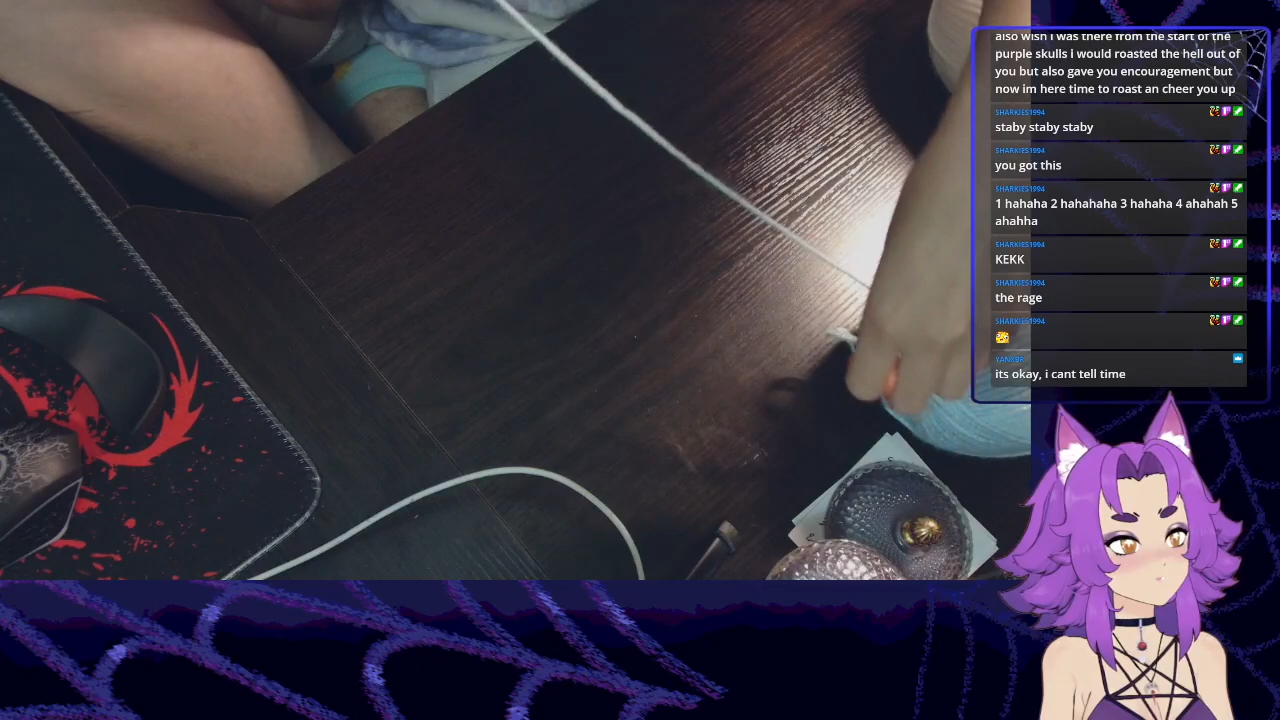 also wish i was there from the start of the
purple skulls i would roasted the hell out of
you but also gave you encouragement but
now im here time to roast an cheer you up
SHARKIES1994
staby staby staby
SHARKIES1994
you got this
SHARKIES1994
1 hahaha 2 hahahaha 3 hahaha 4 ahahah 5
ahahha
SHARKIES1994
KEKK
SHARKIES1994
the rage
SHARKIES1994
YANXBR
its okay, i cant tell time